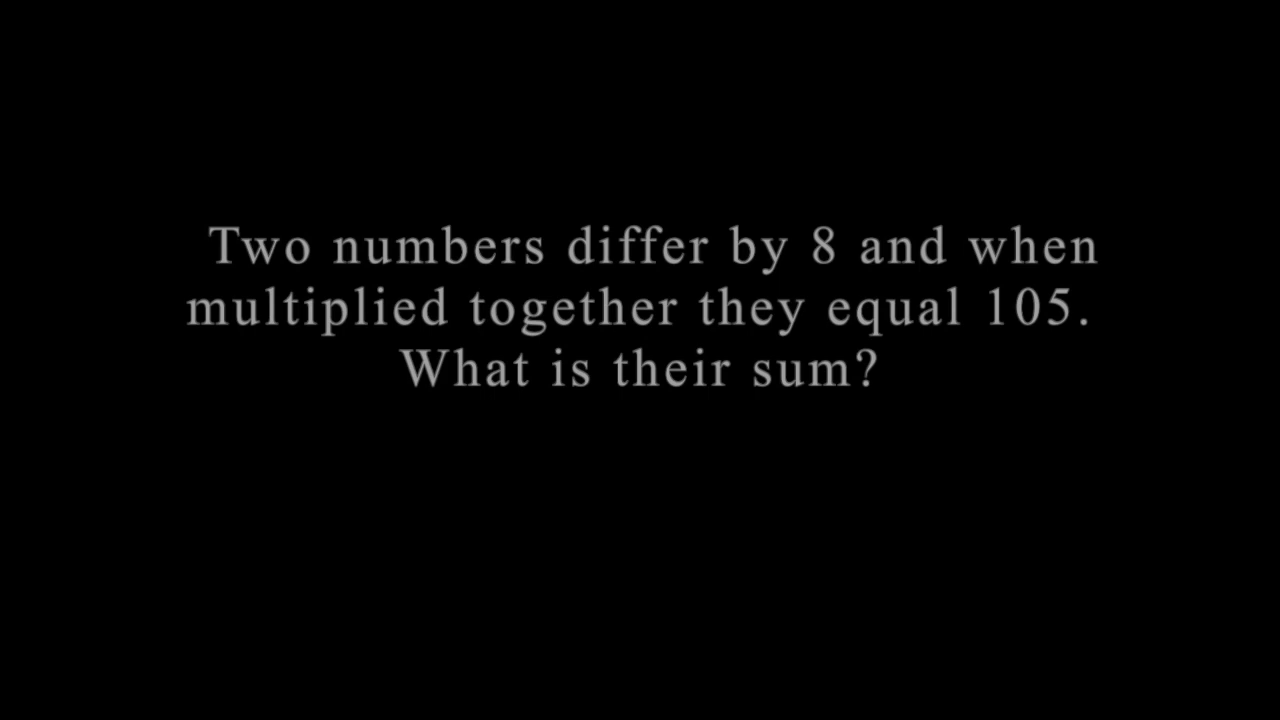 Two numbers differ by 8 and when
multiplied together they equal 105.
What is their sum?